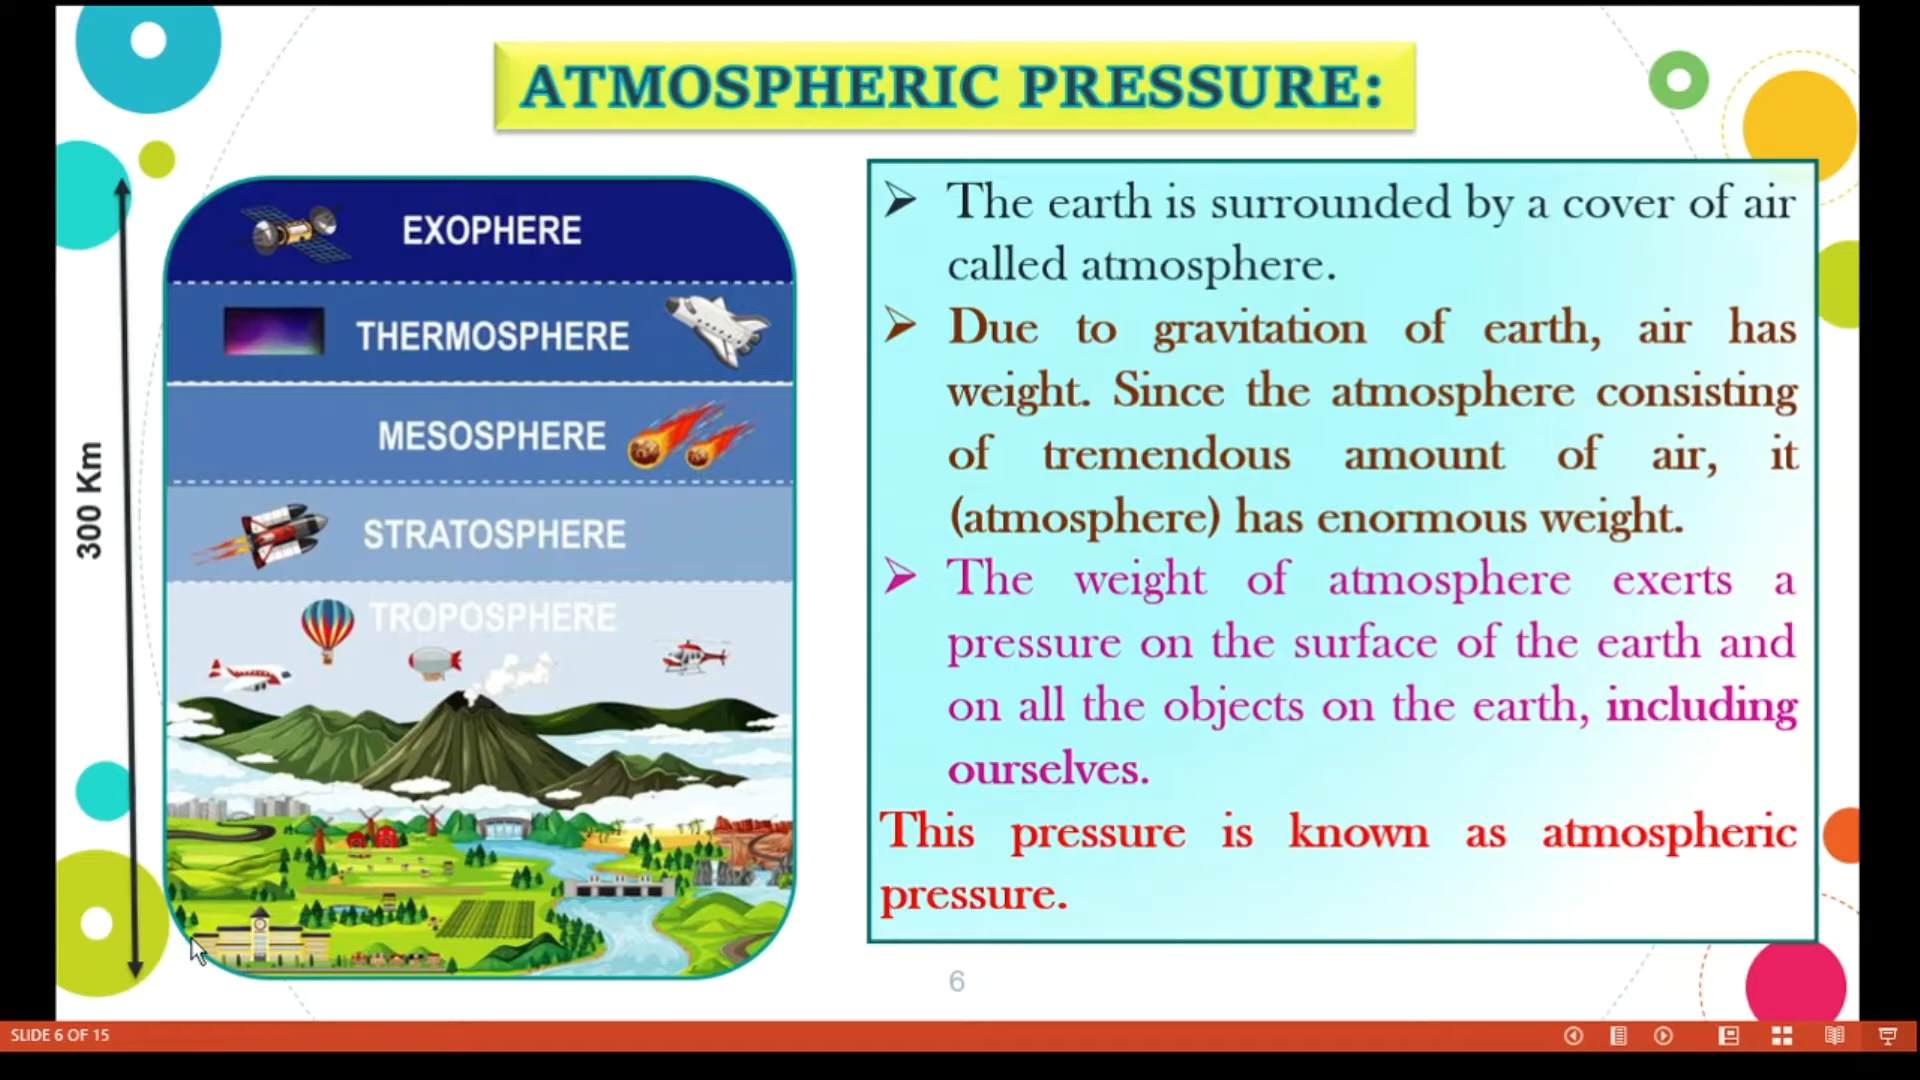 ATMOSPHERIC PRESSURE:
EXOPHERE
THERMOSPHERE
MESOSPHERE
STRATOSPHERE
TROPOSPHERE
300 Km
The earth is surrounded by a cover of air
called atmosphere.
Due to gravitation of earth, air has
weight. Since the atmosphere consisting
of tremendous amount of air, it
(atmosphere) has enormous weight.
The weight of atmosphere exerts a
pressure on the surface of the earth and
on all the objects on the earth, including
ourselves.
This pressure is known as atmospheric
pressure.
6
SLIDE 6 OF 15